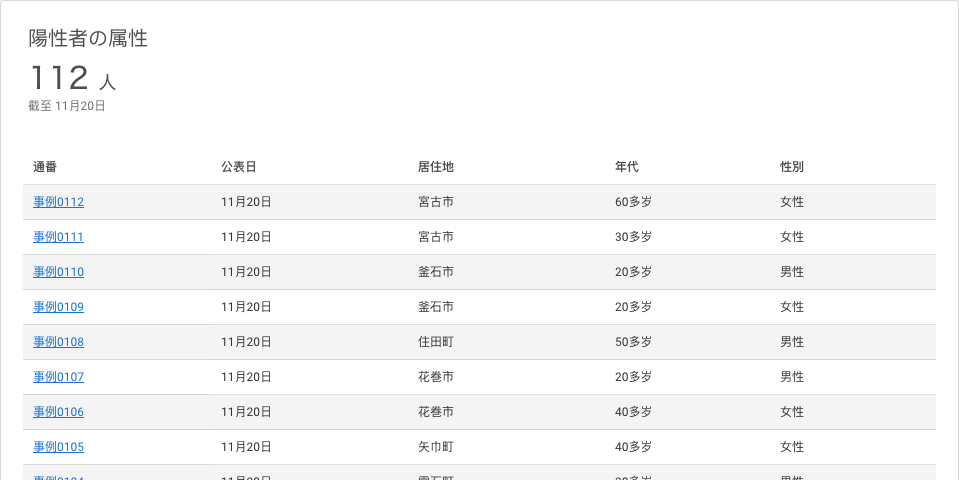 陽性者の属性
112 人
截至 11月20日
通番 公表日 居住地 年代 性別
事例0112 11月20日 宮古市 60多岁 女性
事例0111 11月20日 宮古市 30多岁 女性
事例0110 11月20日 釜石市 20多岁 男性
事例0109 11月20日 釜石市 20多岁 女性
事例0108 11月20日 住田町 50多岁 男性
事例0107 11月20日 花巻市 20多岁 男性
事例0106 11月20日 花巻市 40多岁 女性
事例0105 11月20日 矢巾町 40多岁 女性